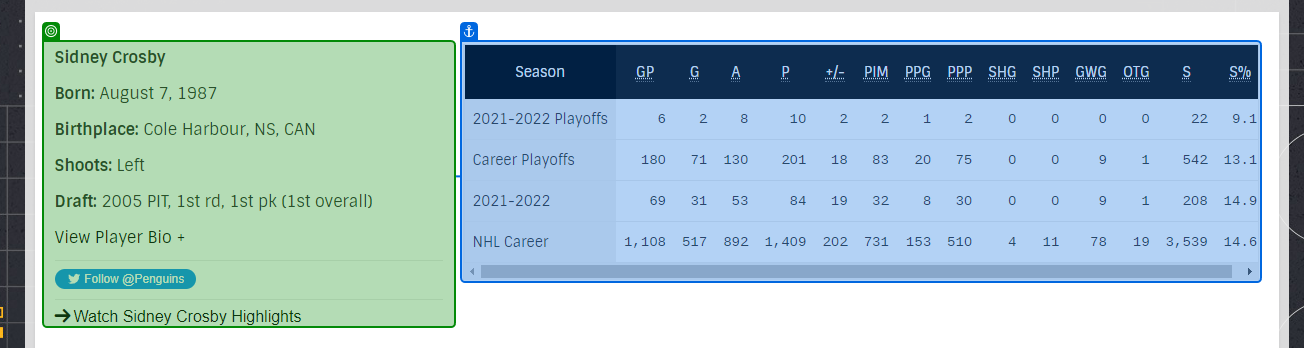 Sidney Crosby
Born: August 7, 1987
Birthplace: Cole Harbour, NS, CAN
Shoots: Left
Draft: 2005 PIT, 1st rd, 1st pk (1st overall)
View Player Bio +
Follow @Penguins
Watch Sidney Crosby Highlights
Season GP G A P +/- PIM PPG PPP SHG SHP GWG OTG S S%
2021-2022 Playoffs 6 2 8 10 2 2 1 2 0 0 0 0 22 9.1
Career Playoffs 180 71 130 201 18 83 20 75 0 0 9 1 542 13.1
2021-2022 69 31 53 84 19 32 8 30 0 0 9 1 208 14.9
NHL Career 1,108 517 892 1,409 202 731 153 510 4 11 78 19 3,539 14.6